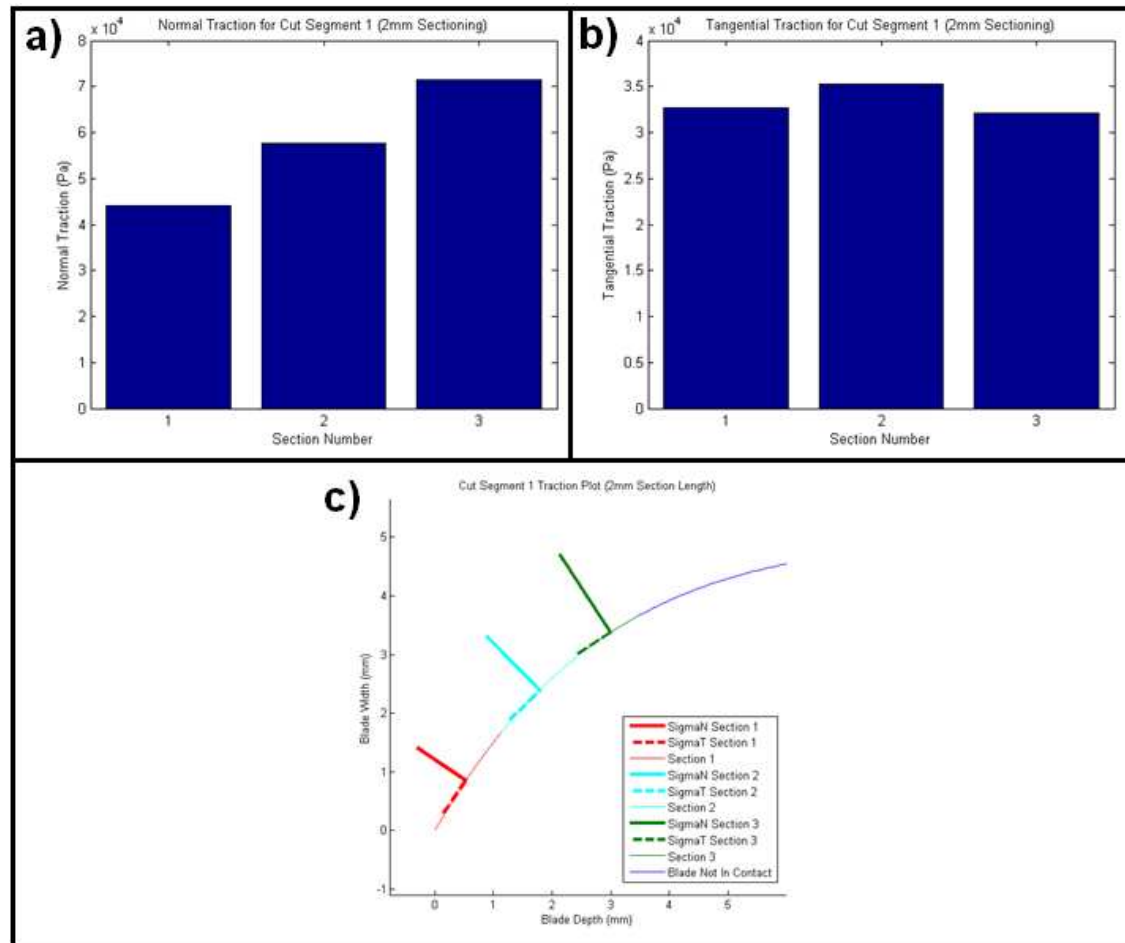 a)
Normal Traction for Cut Segment 1 (2mm Sectioning)
x 10^4
8
7
6
5
4
3
2
1
0
Normal Traction (Pa)
1 2 3
Section Number
b)
Tangential Traction for Cut Segment 1 (2mm Sectioning)
x 10^4
4
3.5
3
2.5
2
1.5
1
0.5
0
Tangential Traction (Pa)
1 2 3
Section Number
c)
Cut Segment 1 Traction Plot (2mm Section Length)
5
4
3
2
1
0
-1
Blade Width (mm)
SigmaN Section 1
SigmaT Section 1
Section 1
SigmaN Section 2
SigmaT Section 2
Section 2
SigmaN Section 3
SigmaT Section 3
Section 3
Blade Not In Contact
0 1 2 3 4 5
Blade Depth (mm)